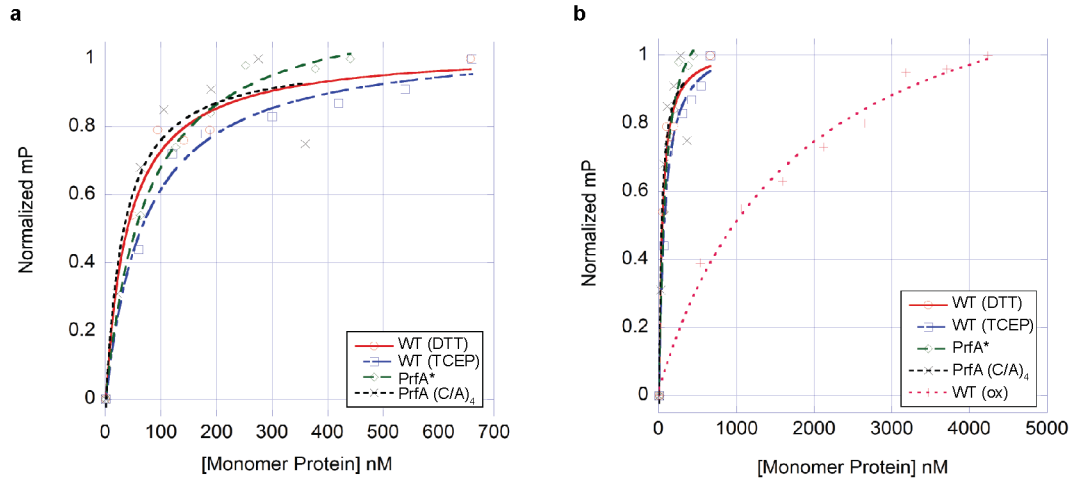 a
Normalized mP
1
0.8
0.6
0.4
0.2
0
0 100 200 300 400 500 600 700
[Monomer Protein] nM
WT (DTT)
WT (TCEP)
PrfA*
PrfA (C/A)4
b
Normalized mP
1
0.8
0.6
0.4
0.2
0
0 1000 2000 3000 4000 5000
[Monomer Protein] nM
WT (DTT)
WT (TCEP)
PrfA*
PrfA (C/A)4
WT (ox)